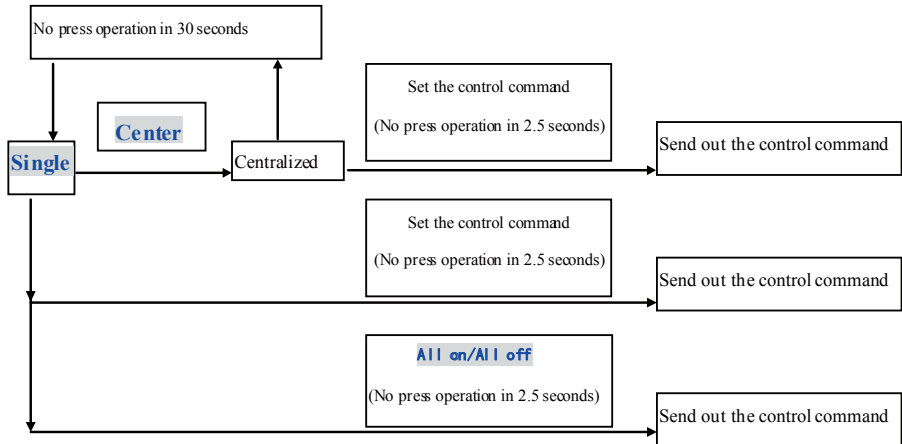 No press operation in 30 seconds
Set the control command
(No press operation in 2.5 seconds)
Center
Single
Centralized
Send out the control command
Set the control command
(No press operation in 2.5 seconds)
Send out the control command
All on/All off
(No press operation in 2.5 seconds)
Send out the control command